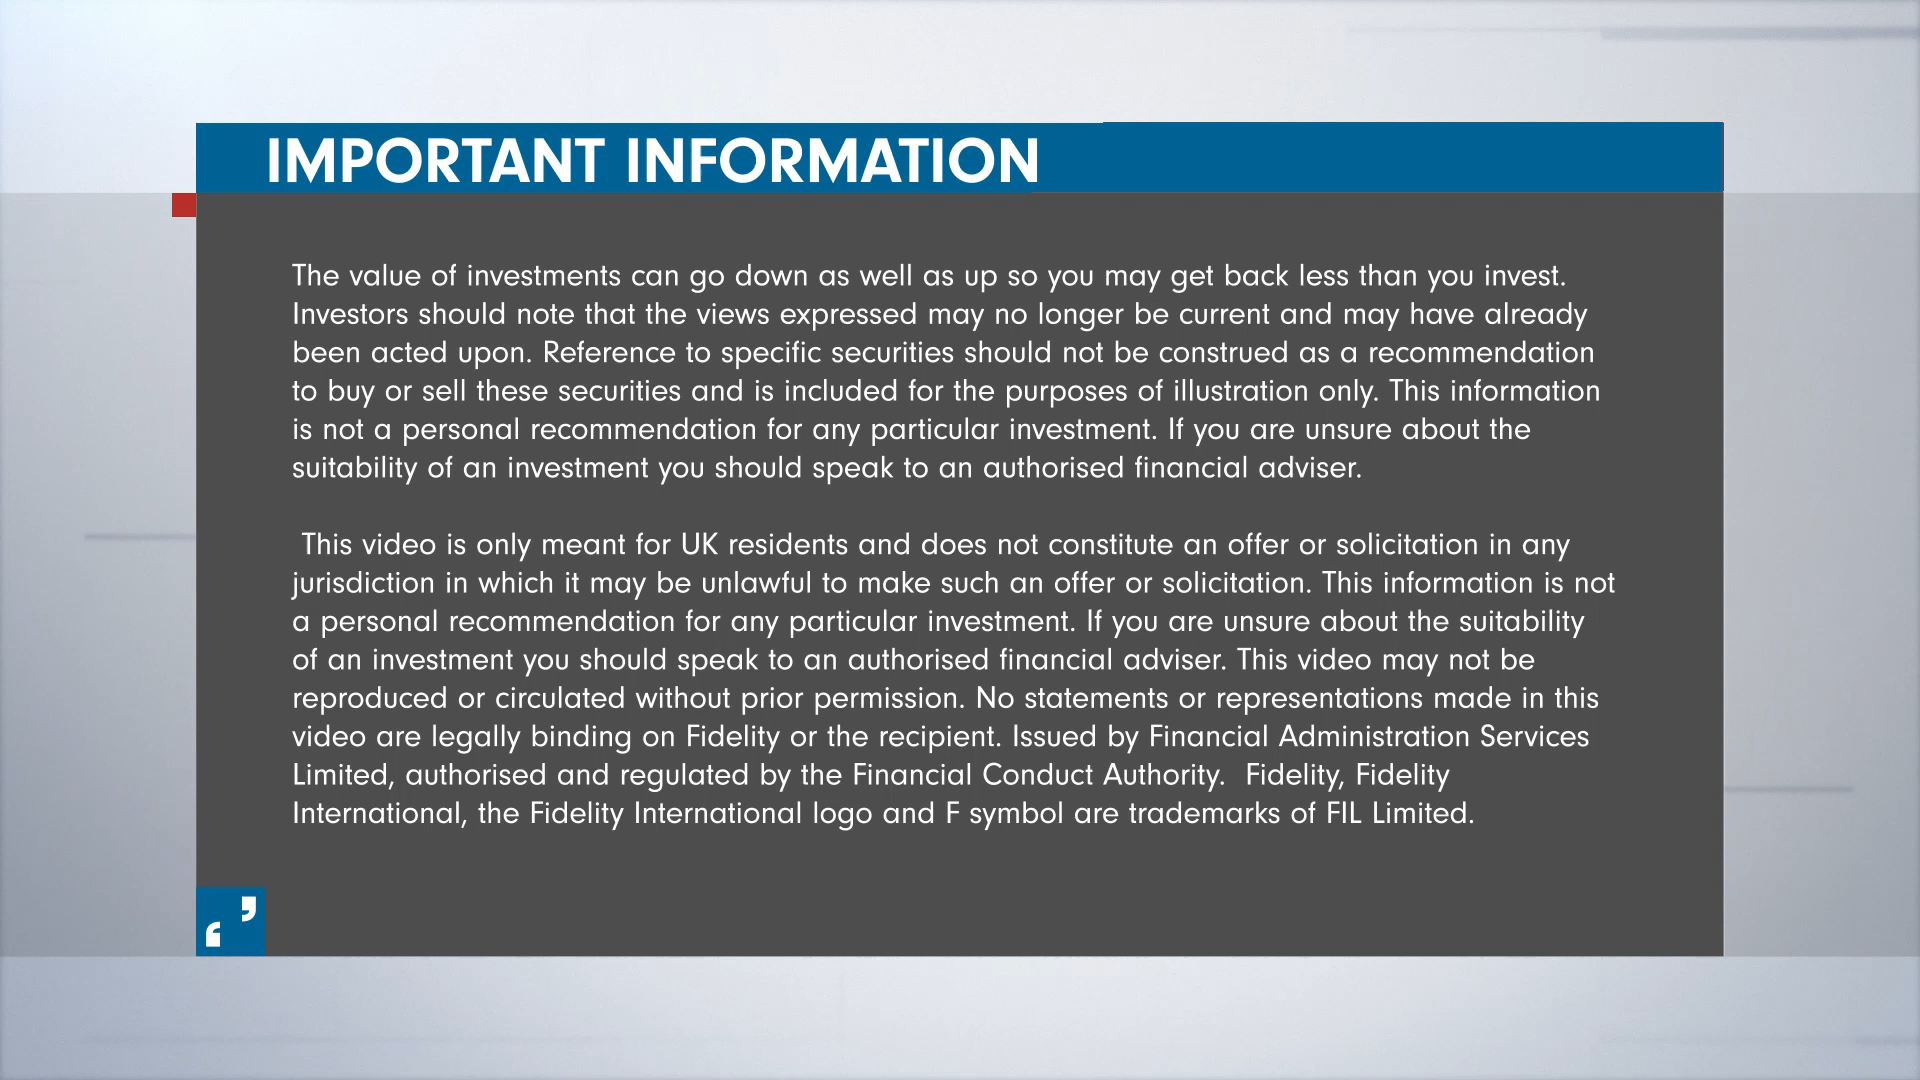 IMPORTANT INFORMATION
The value of investments can go down as well as up so you may get back less than you invest.
Investors should note that the views expressed may no longer be current and may have already
been acted upon. Reference to specific securities should not be construed as a recommendation
to buy or sell these securities and is included for the purposes of illustration only. This information
is not a personal recommendation for any particular investment. If you are unsure about the
suitability of an investment you should speak to an authorised financial adviser.
This video is only meant for UK residents and does not constitute an offer or solicitation in any
jurisdiction in which it may be unlawful to make such an offer or solicitation. This information is not
a personal recommendation for any particular investment. If you are unsure about the suitability
of an investment you should speak to an authorised financial adviser. This video may not be
reproduced or circulated without prior permission. No statements or representations made in this
video are legally binding on Fidelity or the recipient. Issued by Financial Administration Services
Limited, authorised and regulated by the Financial Conduct Authority.  Fidelity, Fidelity
International, the Fidelity International logo and F symbol are trademarks of FIL Limited.